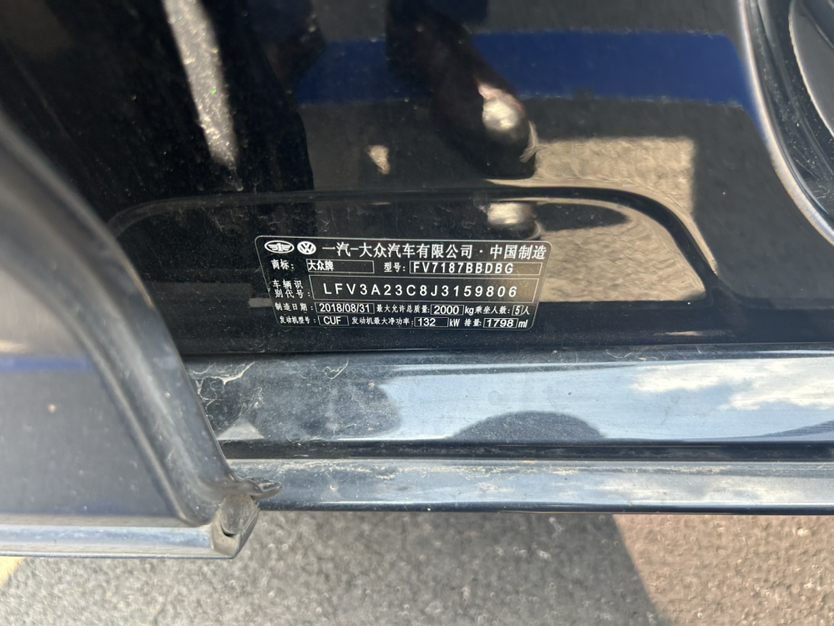 一汽-大众汽车有限公司·中国制造
商标: 大众牌 型号: FV7187BBDBG
车辆识别代号: LFV3A23C8J3159806
制造日期: 2018/08/31 最大允许总质量: 2000 kg 乘坐人数: 5人
发动机型号: CUF 发动机最大净功率: 132 kW 排量: 1798 ml